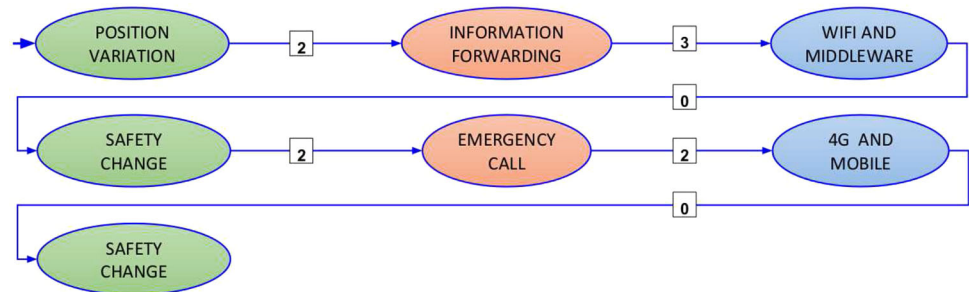 POSITION
VARIATION
2
INFORMATION
FORWARDING
3
WIFI AND
MIDDLEWARE
0
SAFETY
CHANGE
2
EMERGENCY
CALL
2
4G AND
MOBILE
0
SAFETY
CHANGE